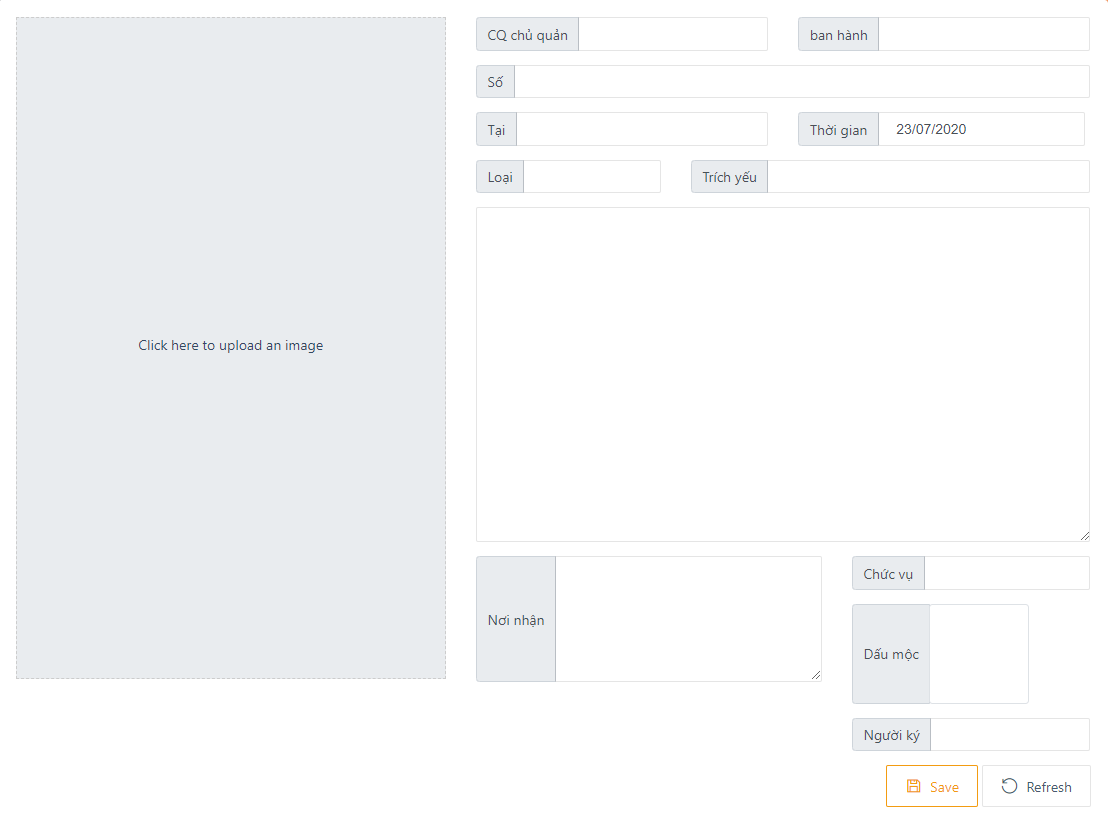 Click here to upload an image
CQ chủ quản
ban hành
Số
Tại
Thời gian
23/07/2020
Loại
Trích yếu
Nơi nhận
Chức vụ
Dấu mộc
Người ký
Save
Refresh